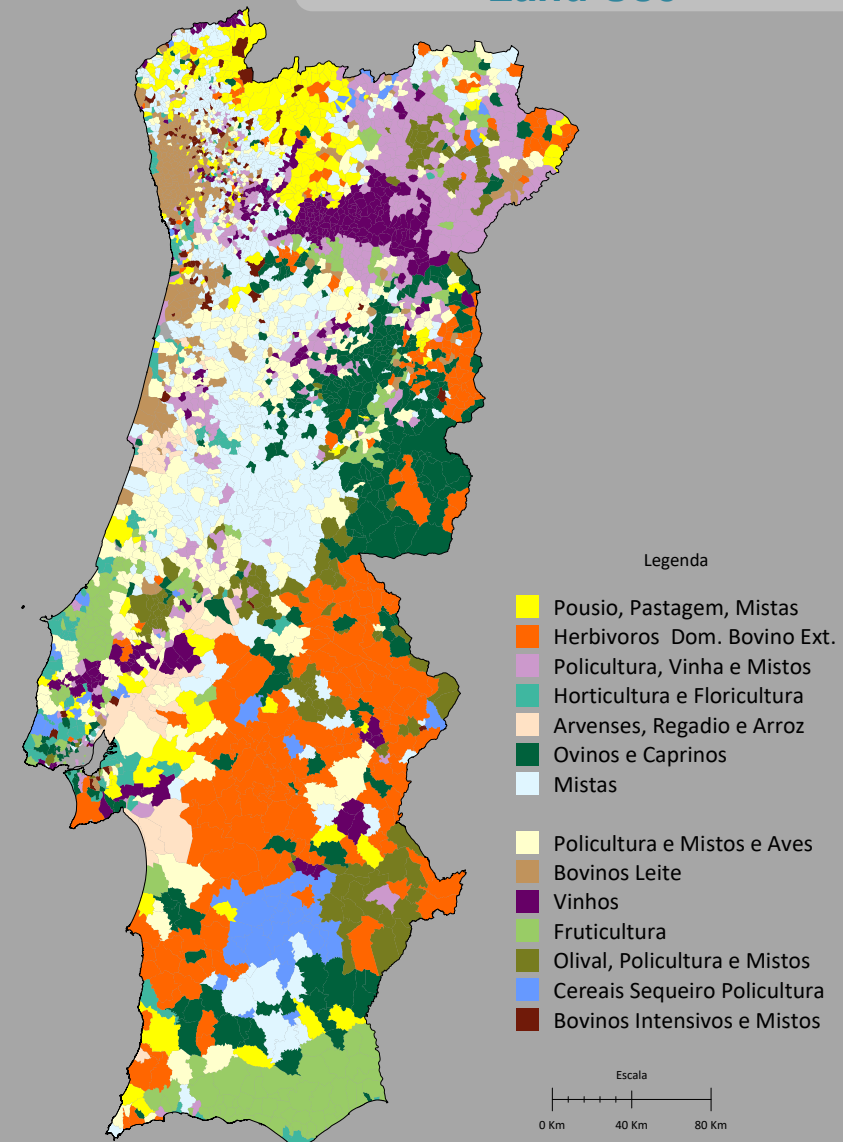 Land Use
Legenda
Pousio, Pastagem, Mistas
Herbivoros Dom. Bovino Ext.
Policultura, Vinha e Mistos
Horticultura e Floricultura
Arvenses, Regadio e Arroz
Ovinos e Caprinos
Mistas
Policultura e Mistos e Aves
Bovinos Leite
Vinhos
Fruticultura
Olival, Policultura e Mistos
Cereais Sequeiro Policultura
Bovinos Intensivos e Mistos
Escala
0 Km 40 Km 80 Km